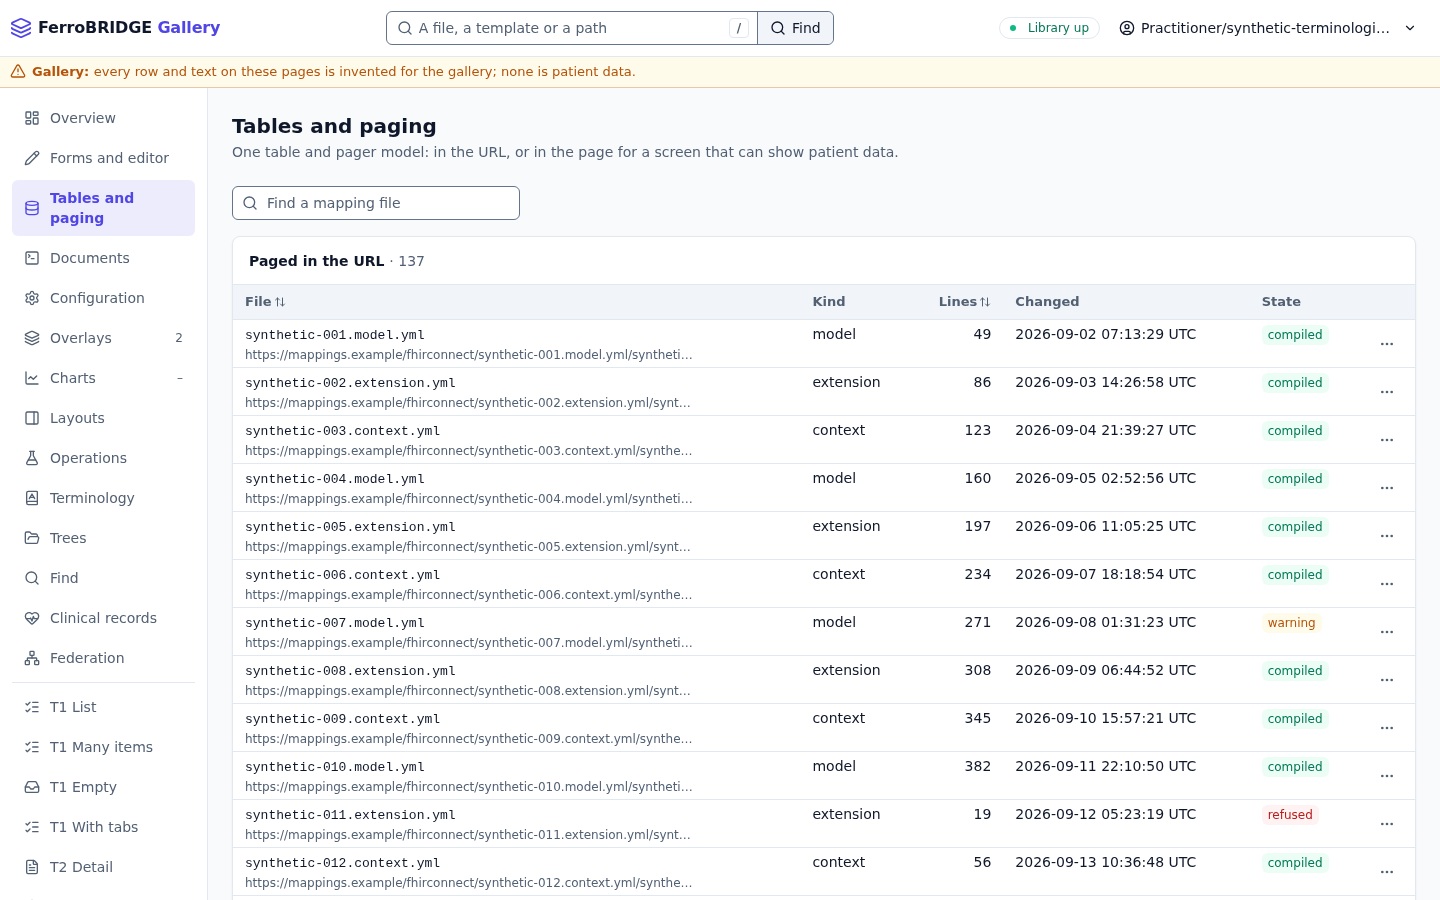 FerroBRIDGE Gallery
A file, a template or a path
/
Find
Library up
Practitioner/synthetic-terminologi…
Gallery: every row and text on these pages is invented for the gallery; none is patient data.
Overview
Forms and editor
Tables and
paging
Documents
Configuration
Overlays 2
Charts –
Layouts
Operations
Terminology
Trees
Find
Clinical records
Federation
T1 List
T1 Many items
T1 Empty
T1 With tabs
T2 Detail
Tables and paging
One table and pager model: in the URL, or in the page for a screen that can show patient data.
Find a mapping file
Paged in the URL · 137
File Kind Lines Changed State
synthetic-001.model.yml model 49 2026-09-02 07:13:29 UTC compiled
https://mappings.example/fhirconnect/synthetic-001.model.yml/syntheti…
synthetic-002.extension.yml extension 86 2026-09-03 14:26:58 UTC compiled
https://mappings.example/fhirconnect/synthetic-002.extension.yml/synt…
synthetic-003.context.yml context 123 2026-09-04 21:39:27 UTC compiled
https://mappings.example/fhirconnect/synthetic-003.context.yml/synthe…
synthetic-004.model.yml model 160 2026-09-05 02:52:56 UTC compiled
https://mappings.example/fhirconnect/synthetic-004.model.yml/syntheti…
synthetic-005.extension.yml extension 197 2026-09-06 11:05:25 UTC compiled
https://mappings.example/fhirconnect/synthetic-005.extension.yml/synt…
synthetic-006.context.yml context 234 2026-09-07 18:18:54 UTC compiled
https://mappings.example/fhirconnect/synthetic-006.context.yml/synthe…
synthetic-007.model.yml model 271 2026-09-08 01:31:23 UTC warning
https://mappings.example/fhirconnect/synthetic-007.model.yml/syntheti…
synthetic-008.extension.yml extension 308 2026-09-09 06:44:52 UTC compiled
https://mappings.example/fhirconnect/synthetic-008.extension.yml/synt…
synthetic-009.context.yml context 345 2026-09-10 15:57:21 UTC compiled
https://mappings.example/fhirconnect/synthetic-009.context.yml/synthe…
synthetic-010.model.yml model 382 2026-09-11 22:10:50 UTC compiled
https://mappings.example/fhirconnect/synthetic-010.model.yml/syntheti…
synthetic-011.extension.yml extension 19 2026-09-12 05:23:19 UTC refused
https://mappings.example/fhirconnect/synthetic-011.extension.yml/synt…
synthetic-012.context.yml context 56 2026-09-13 10:36:48 UTC compiled
https://mappings.example/fhirconnect/synthetic-012.context.yml/synthe…